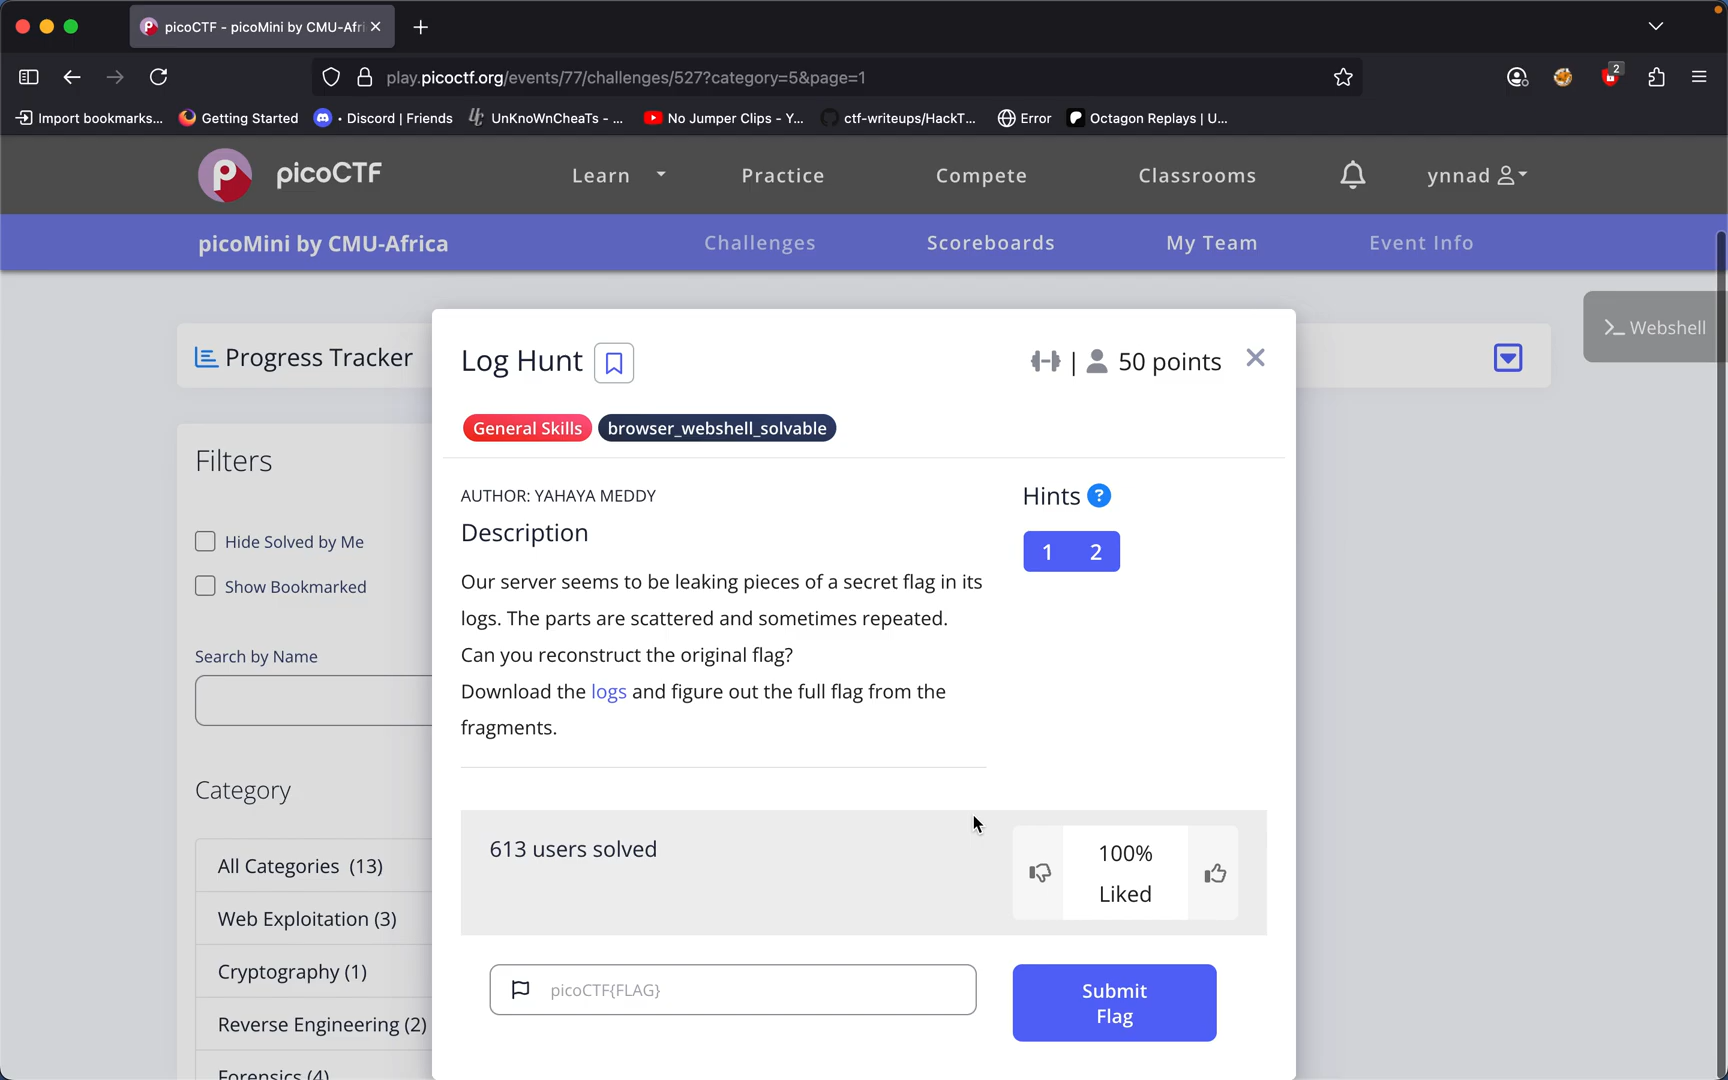 picoCTF - picoMini by CMU-Afri
play.picoctf.org/events/77/challenges/527?category=5&page=1
2
Import bookmarks...
Getting Started
• Discord | Friends
UnKnoWnCheaTs - ...
No Jumper Clips - Y...
ctf-writeups/HackT...
Error
Octagon Replays | U...
picoCTF
Learn
Practice
Compete
Classrooms
ynnad
picoMini by CMU-Africa
Challenges
Scoreboards
My Team
Event Info
>_ Webshell
Progress Tracker
Log Hunt
| 50 points
General Skills
browser_webshell_solvable
Filters
Hide Solved by Me
Show Bookmarked
Search by Name
Category
All Categories (13)
Web Exploitation (3)
Cryptography (1)
Reverse Engineering (2)
Forensics (4)
AUTHOR: YAHAYA MEDDY
Description
Our server seems to be leaking pieces of a secret flag in its
logs. The parts are scattered and sometimes repeated.
Can you reconstruct the original flag?
Download the logs and figure out the full flag from the
fragments.
Hints ?
1 2
613 users solved
100%
Liked
picoCTF{FLAG}
Submit
Flag